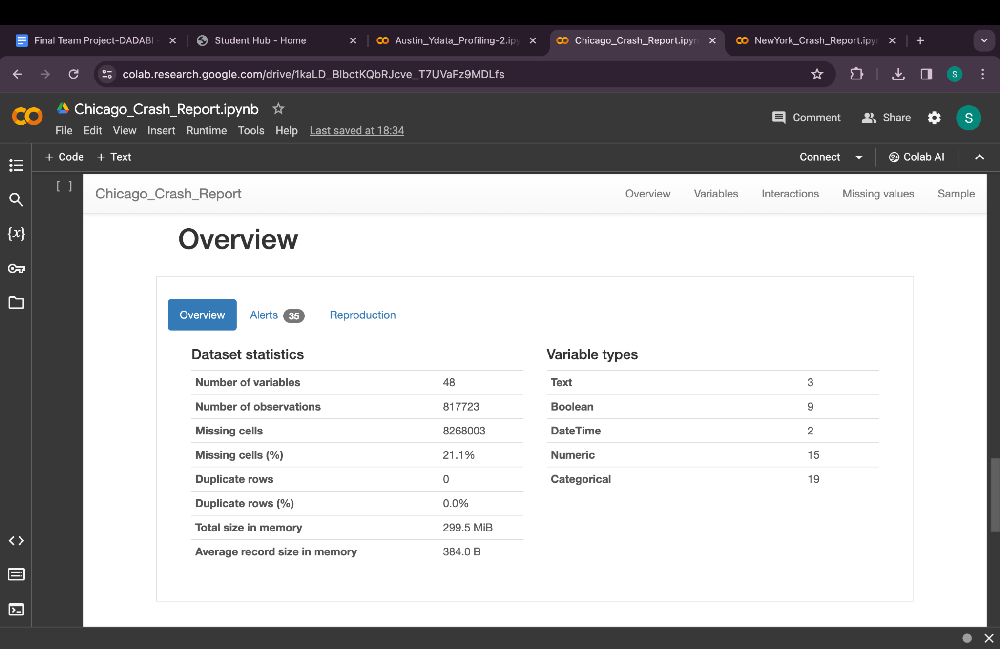 Final Team Project-DADABI
Student Hub - Home
Austin_Ydata_Profiling-2.ipy
Chicago_Crash_Report.ipyn
NewYork_Crash_Report.ipyn
colab.research.google.com/drive/1kaLD_BlbctKQbRJcve_T7UVaFz9MDLfs
S
Chicago_Crash_Report.ipynb
Comment
Share
S
File Edit View Insert Runtime Tools Help Last saved at 18:34
+ Code + Text
Connect
Colab AI
{x}
[ ]
Chicago_Crash_Report
Overview Variables Interactions Missing values Sample
Overview
Overview Alerts 35 Reproduction
Dataset statistics
Number of variables 48
Number of observations 817723
Missing cells 8268003
Missing cells (%) 21.1%
Duplicate rows 0
Duplicate rows (%) 0.0%
Total size in memory 299.5 MiB
Average record size in memory 384.0 B
Variable types
Text 3
Boolean 9
DateTime 2
Numeric 15
Categorical 19